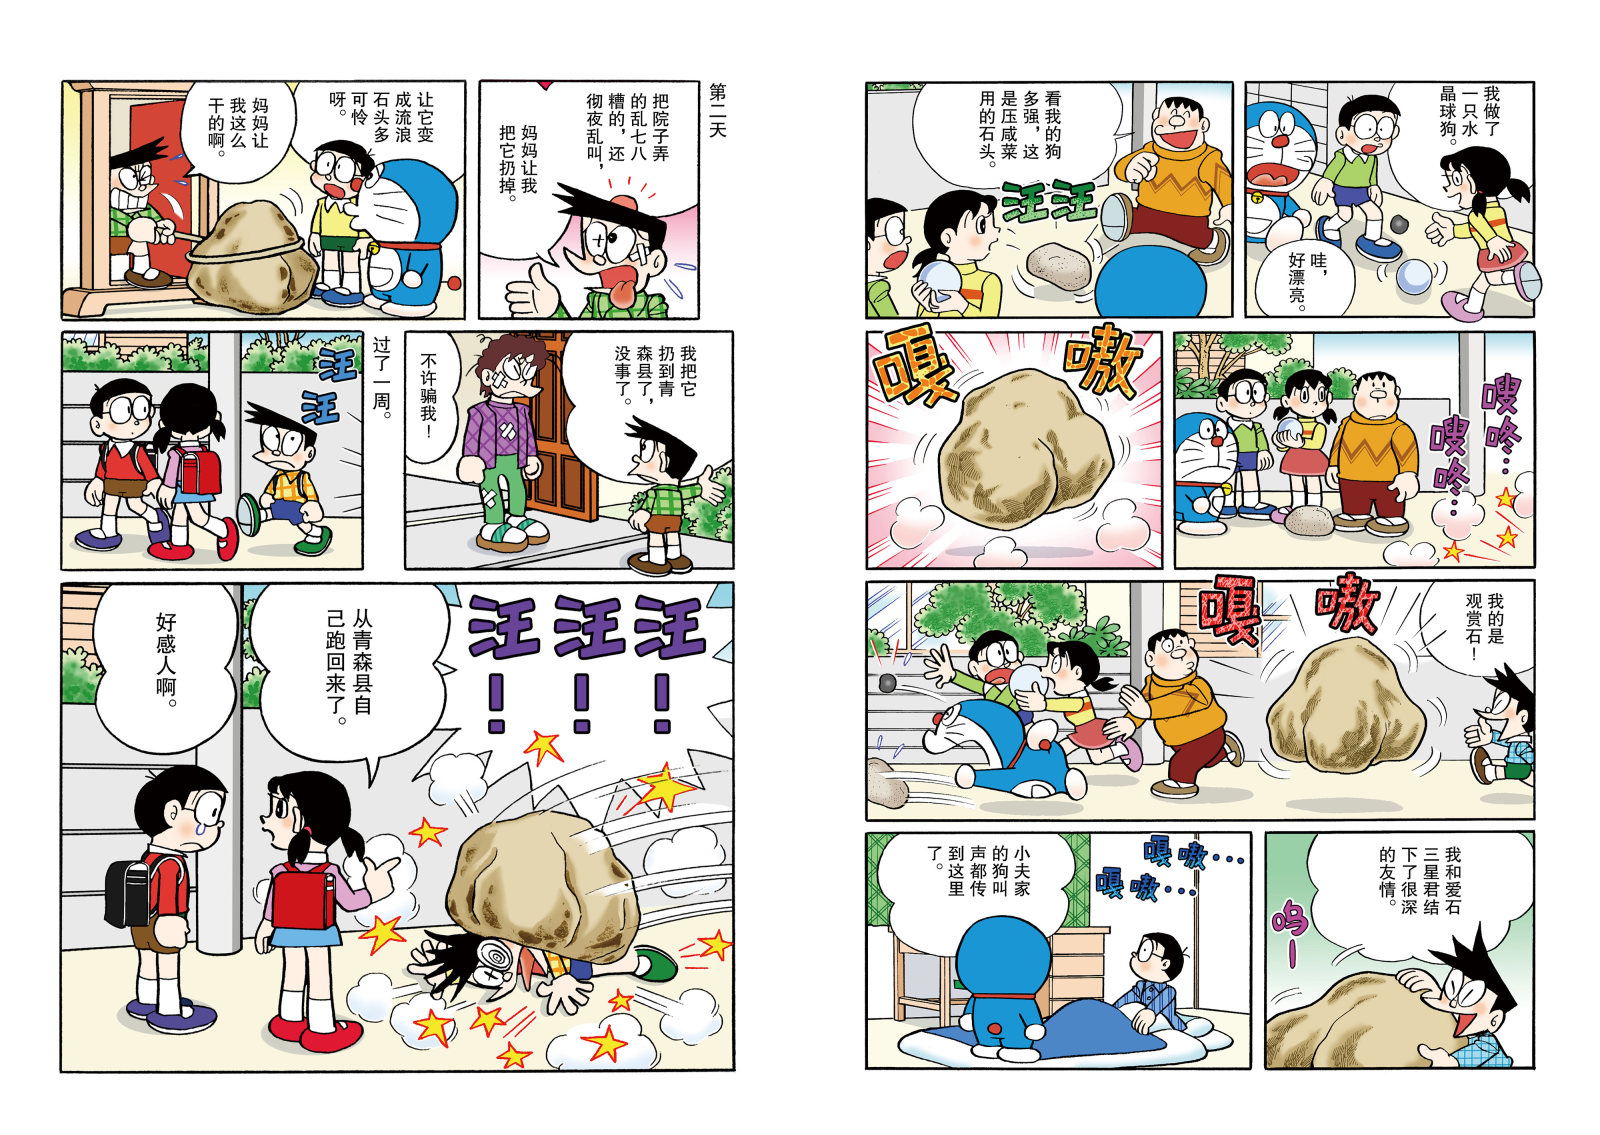 我做了
一只水
晶球狗。
哇，
好漂亮。
看我的狗
多强，这
是压咸菜
用的石头。
汪汪
嗖咚…
嗖咚…
嘎
嗷
我的是
观赏石！
嘎
嗷
我和爱石
三星君结
下了很深
的友情。
呜—
嘎嗷…
嘎嗷…
小夫家
的狗叫
声都传
到这里
了。
第二天
把院子弄
的乱七八
糟的，还
彻夜乱叫，
妈妈让我
把它扔掉。
让它变
成流浪
石头多
可怜
呀。
妈妈让
我这么
干的啊。
我把它
扔到青
森县了，
没事了。
不许骗我！
过了一周。
汪
汪
汪汪汪
！！！
从青森县自
己跑回来了。
好感人啊。